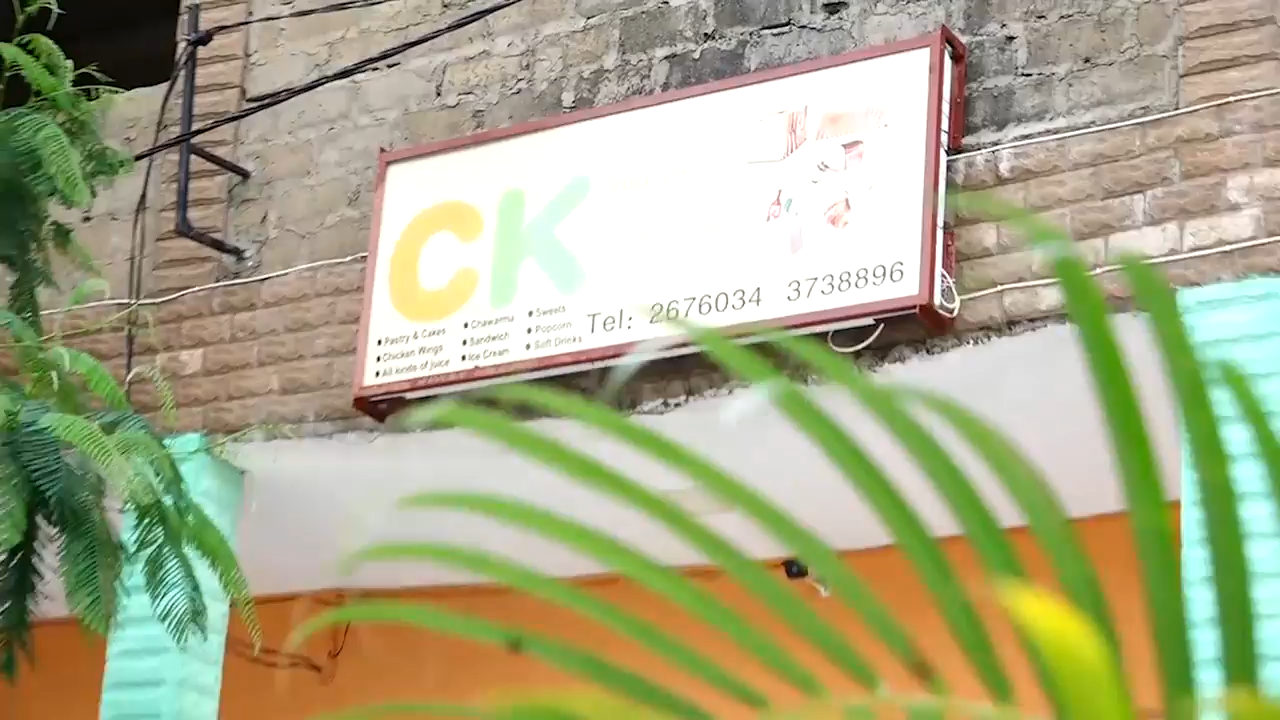 CK
• Pastry & Cakes
• Chicken Wings
• All kinds of juice
• Chawarma
• Sandwich
• Ice Cream
• Sweets
• Popcorn
• Soft Drinks
Tel: 2676034 3738896